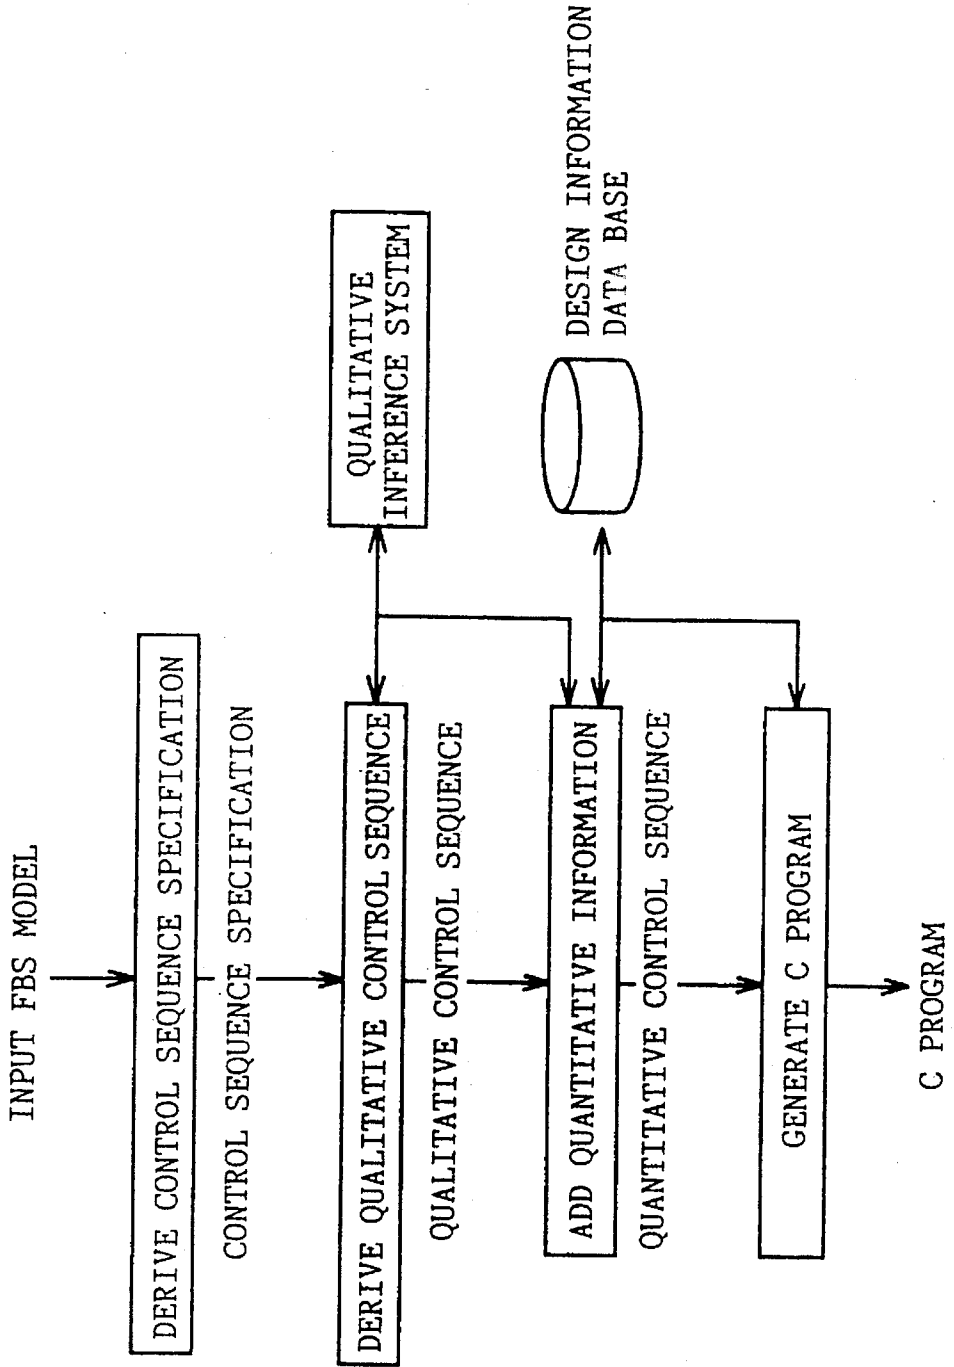 INPUT FBS MODEL
DERIVE CONTROL SEQUENCE SPECIFICATION
CONTROL SEQUENCE SPECIFICATION
DERIVE QUALITATIVE CONTROL SEQUENCE
QUALITATIVE
INFERENCE SYSTEM
QUALITATIVE CONTROL SEQUENCE
ADD QUANTITATIVE INFORMATION
DESIGN INFORMATION
DATA BASE
QUANTITATIVE CONTROL SEQUENCE
GENERATE C PROGRAM
C PROGRAM